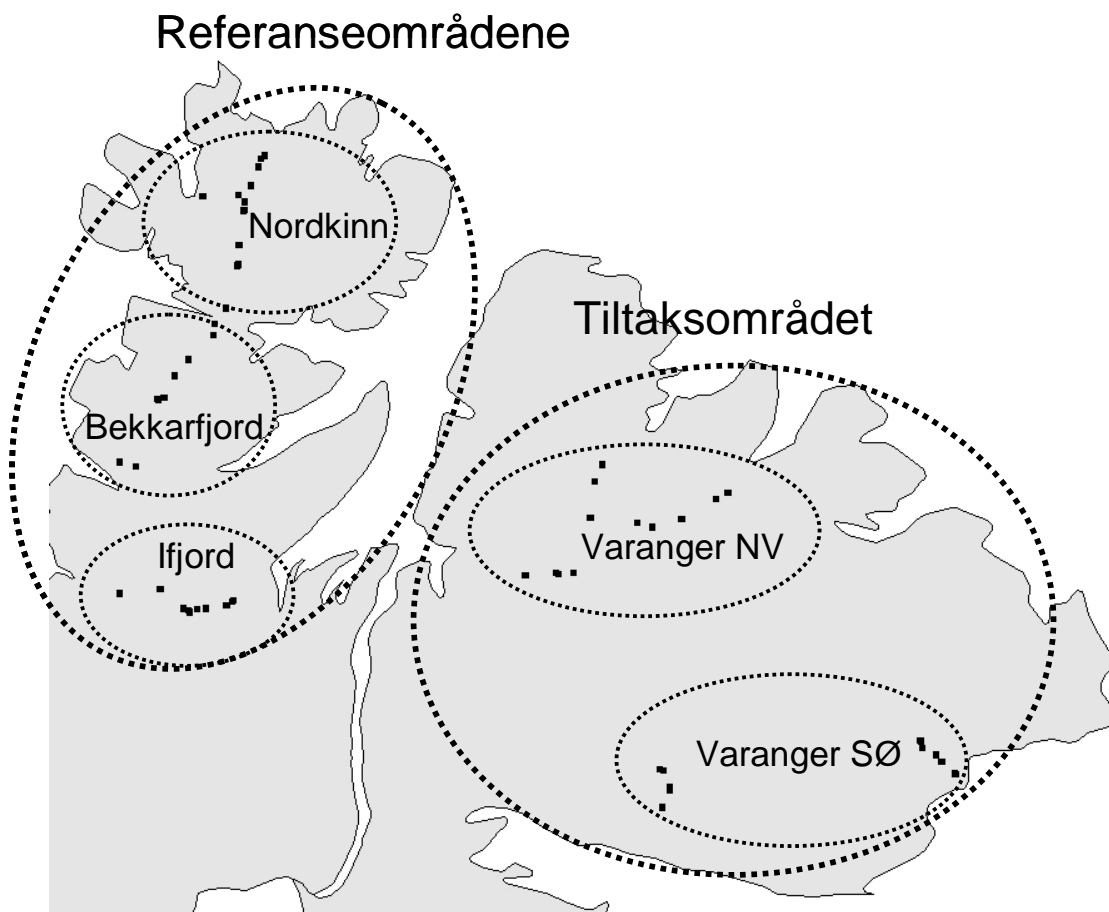 Referanseområdene
Nordkinn
Tiltaksområdet
Bekkarfjord
Varanger NV
Ifjord
Varanger SØ